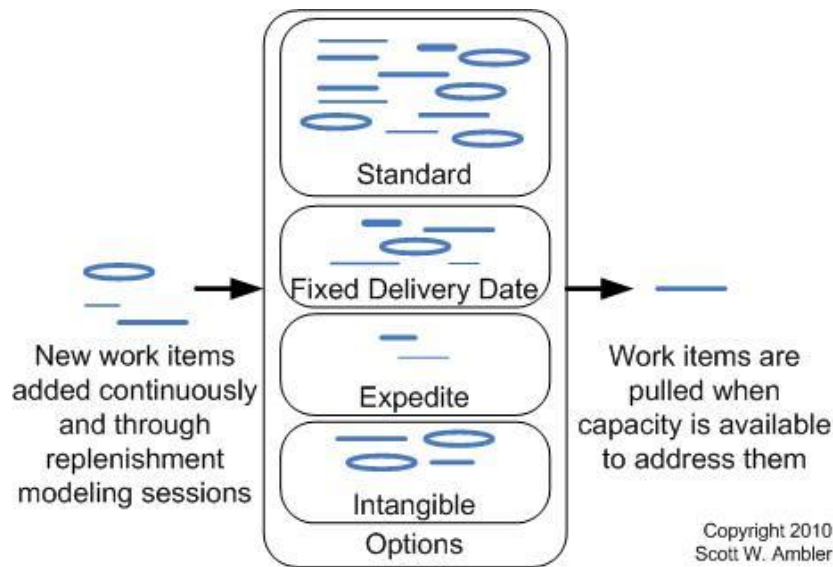 Standard
Fixed Delivery Date
Expedite
Intangible
Options
New work items
added continuously
and through
replenishment
modeling sessions
Work items are
pulled when
capacity is available
to address them
Copyright 2010
Scott W. Ambler